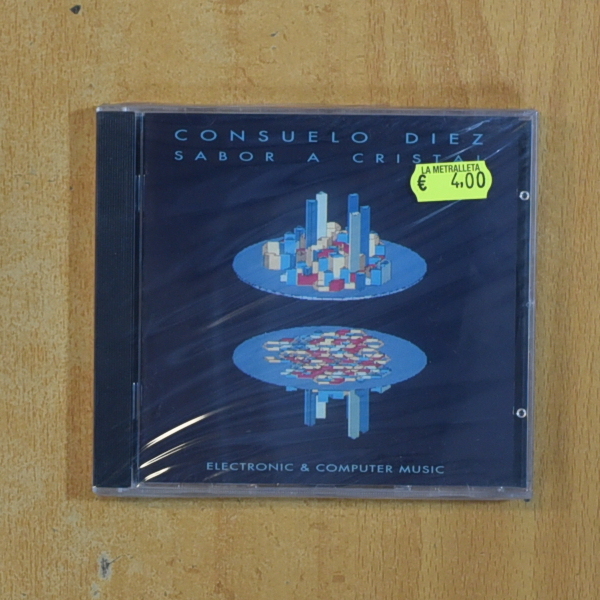 CONSUELO DIEZ
SABOR A CRISTAL
LA METRALLETA
€ 4,00
ELECTRONIC & COMPUTER MUSIC